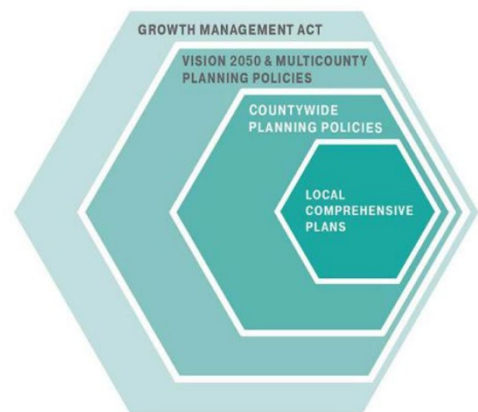 GROWTH MANAGEMENT ACT
VISION 2050 & MULTICOUNTY
PLANNING POLICIES
COUNTYWIDE
PLANNING POLICIES
LOCAL
COMPREHENSIVE
PLANS